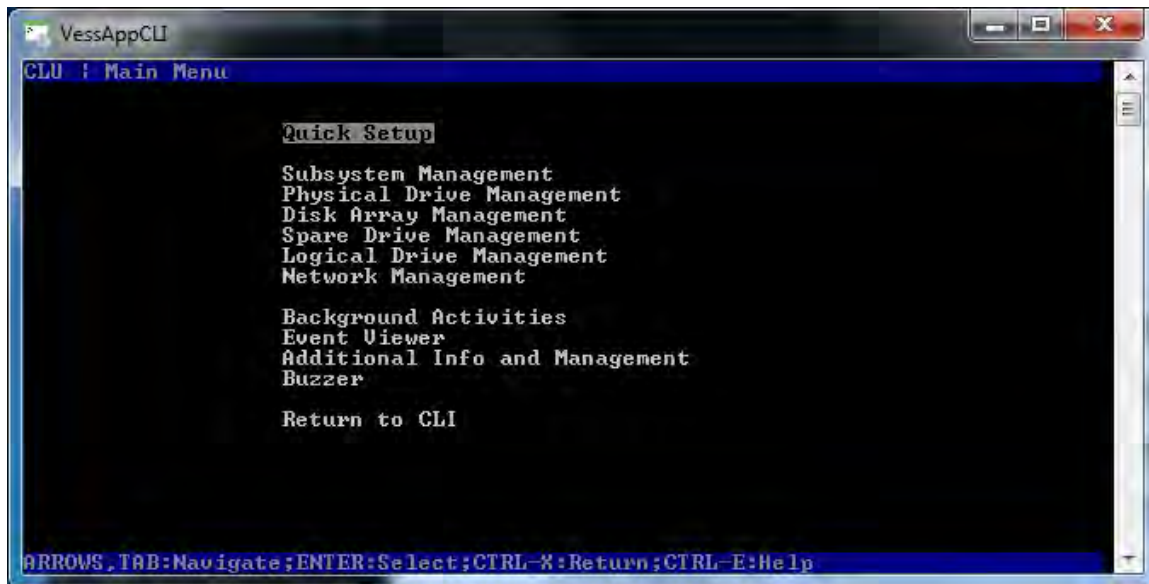 VessAppCLI
CLU | Main Menu
Quick Setup
Subsystem Management
Physical Drive Management
Disk Array Management
Spare Drive Management
Logical Drive Management
Network Management
Background Activities
Event Viewer
Additional Info and Management
Buzzer
Return to CLI
ARROWS,TAB:Navigate;ENTER:Select;CTRL-X:Return;CTRL-E:Help